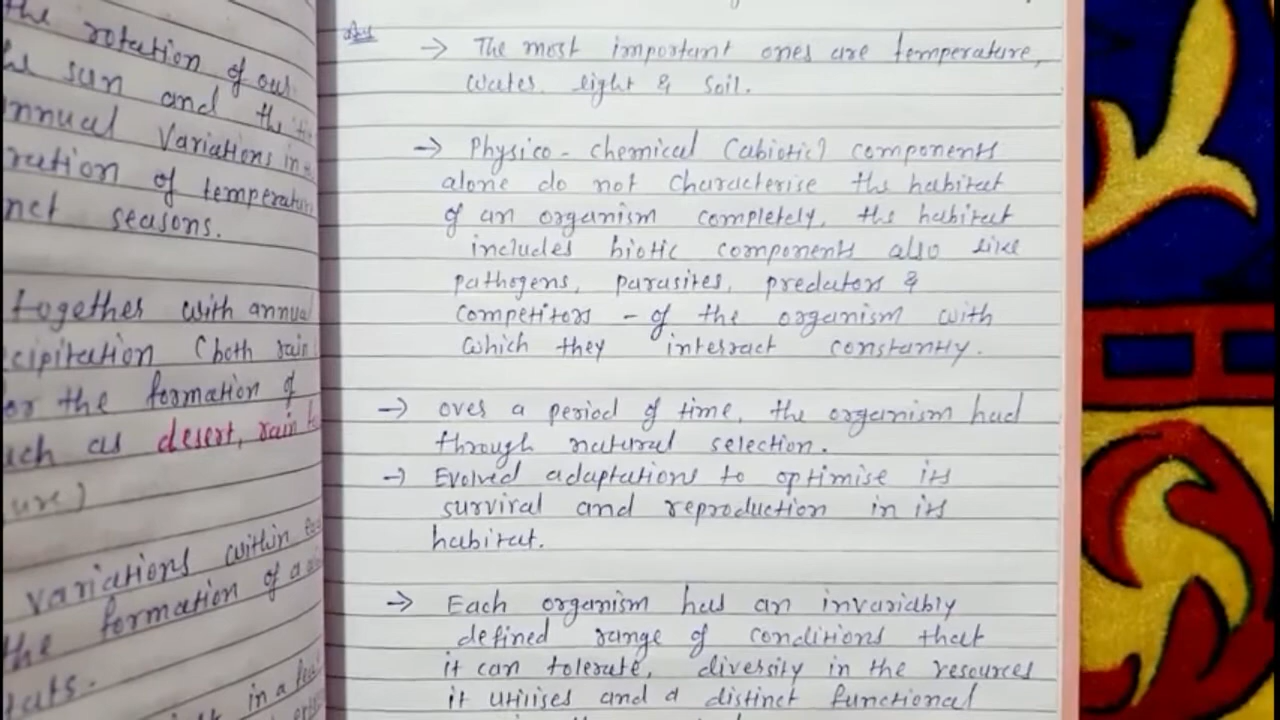 the rotation of our
sun and the
annual variations in
ration of temperature
nct seasons.
together with annual
cipitation (both rain
or the formation of
uch as desert, rain
ure)
variations within
the formation of a
tats.
in a
Ans
→ The most important ones are temperature,
water, light & soil.
→ Physico - chemical (abiotic) components
alone do not characterise the habitat
of an organism completely, the habitat
includes biotic components also like
pathogens, parasites, predators &
competitors - of the organism with
which they interract constantly.
→ over a period of time, the organism had
through natural selection.
→ Evolved adaptations to optimise its
survival and reproduction in its
habitat.
→ Each organism has an invariably
defined range of conditions that
it can tolerate, diversity in the resources
it utilises and a distinct functional